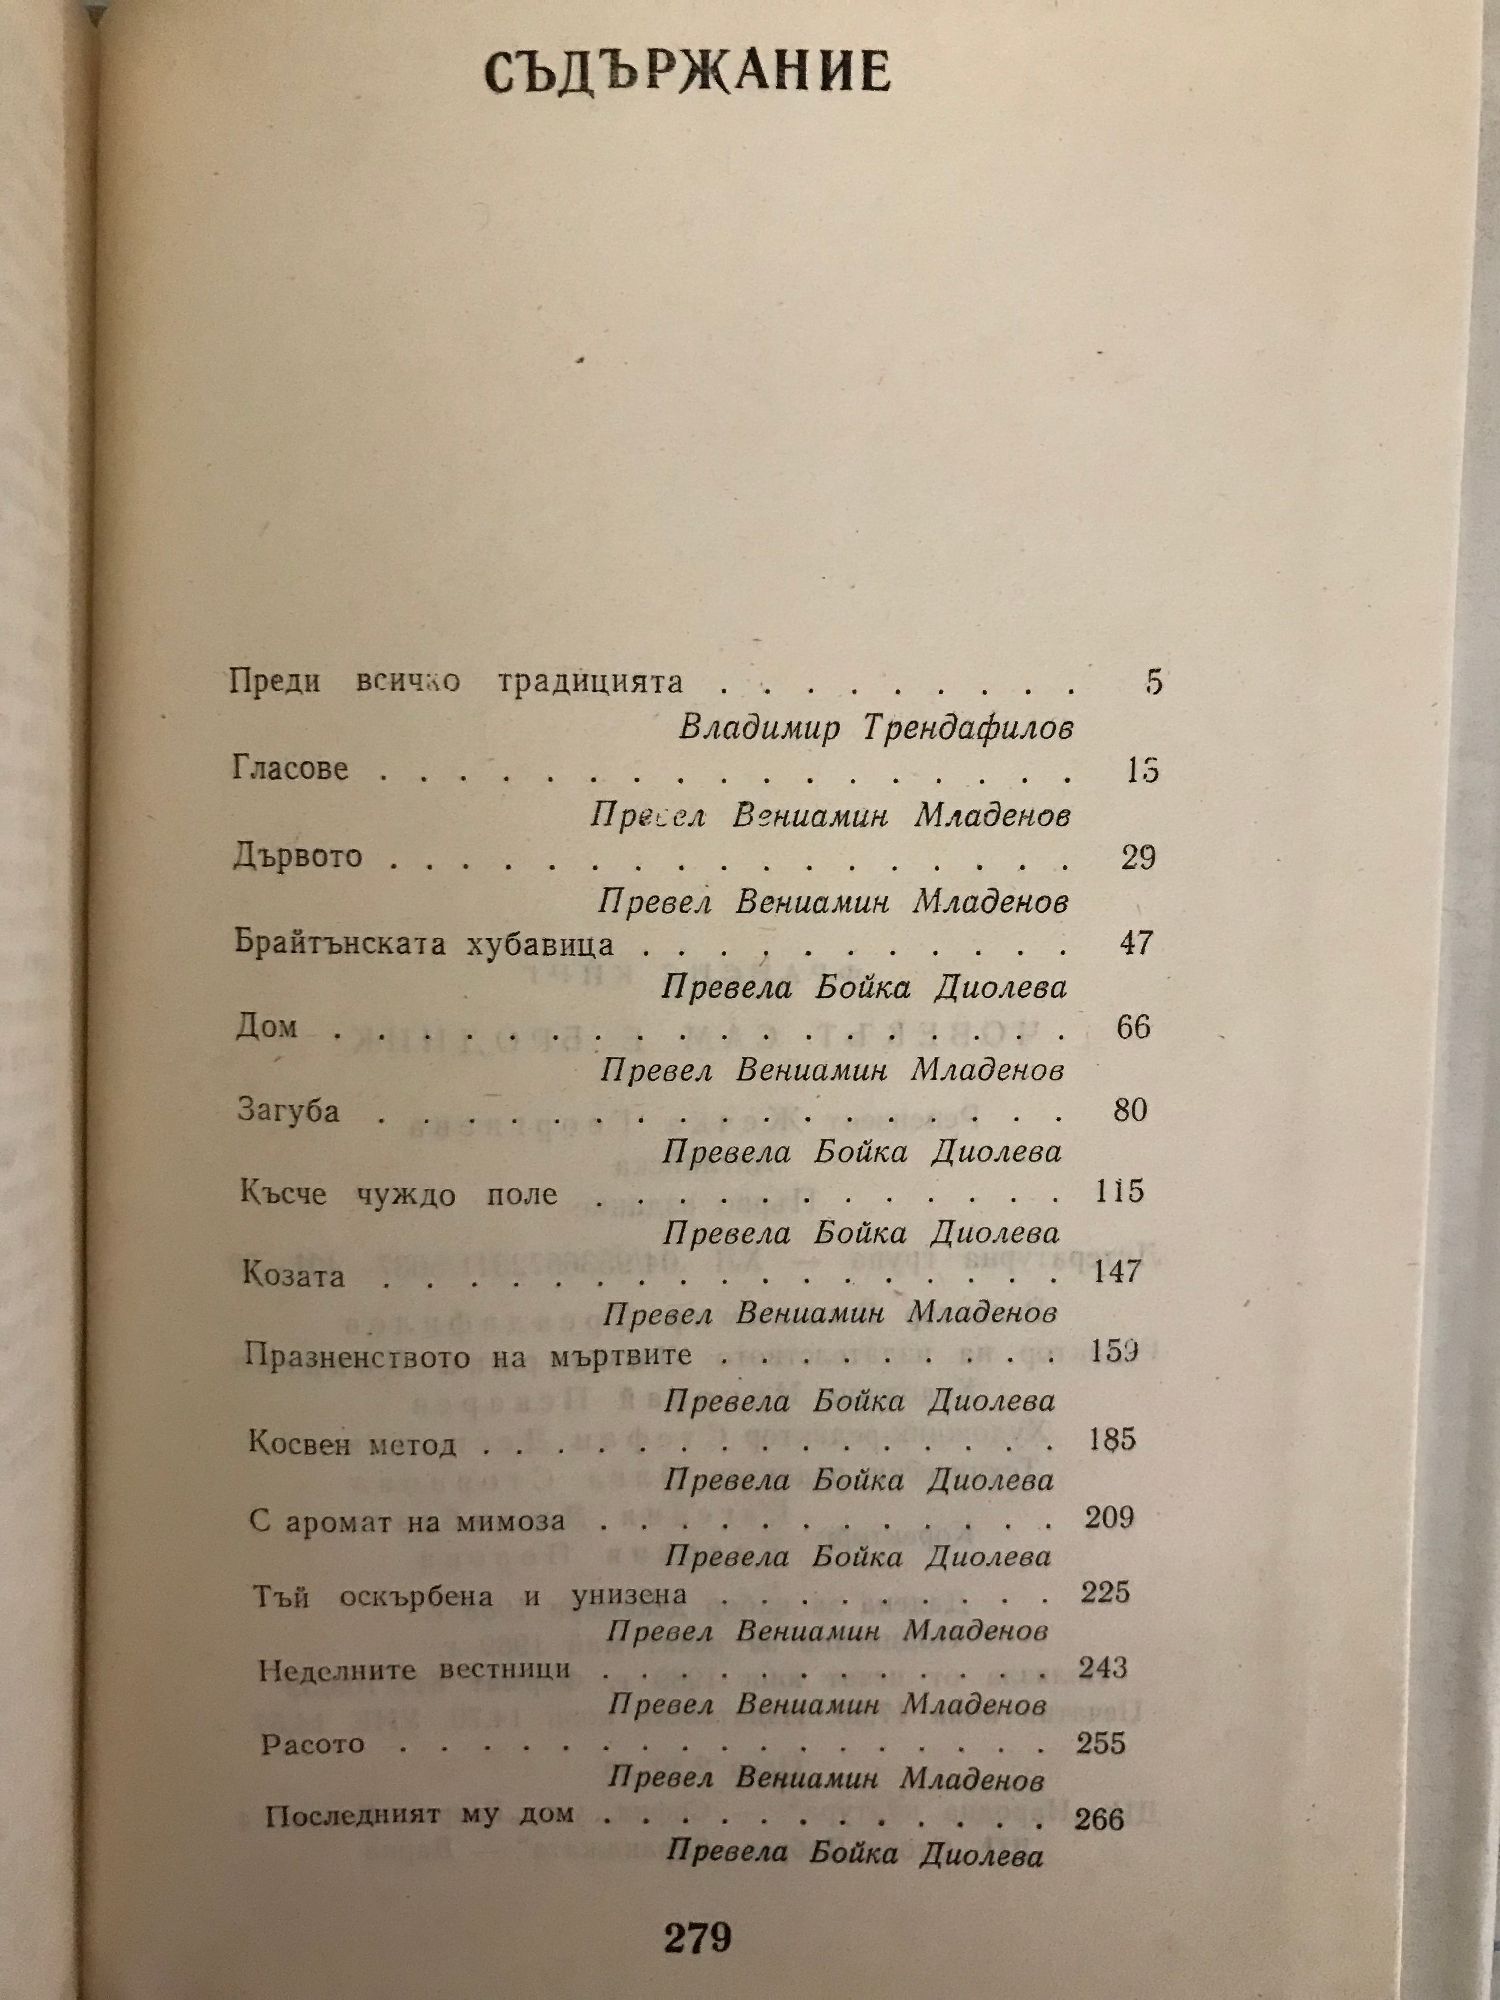 СЪДЪРЖАНИЕ
Преди всичко традицията . . . . . . . . . 5
Владимир Трендафилов
Гласове . . . . . . . . . . . . . . . . . 15
Превел Вениамин Младенов
Дървото . . . . . . . . . . . . . . . . . 29
Превел Вениамин Младенов
Брайтънската хубавица . . . . . . . . . . . 47
Превела Бойка Диолева
Дом . . . . . . . . . . . . . . . . . . 66
Превел Вениамин Младенов
Загуба . . . . . . . . . . . . . . . . . 80
Превела Бойка Диолева
Късче чуждо поле . . . . . . . . . . . . 115
Превела Бойка Диолева
Козата . . . . . . . . . . . . . . . . . 147
Превел Вениамин Младенов
Празненството на мъртвите . . . . . . . . . 159
Превела Бойка Диолева
Косвен метод . . . . . . . . . . . . . . 185
Превела Бойка Диолева
С аромат на мимоза . . . . . . . . . . . . 209
Превела Бойка Диолева
Тъй оскърбена и унизена . . . . . . . . . 225
Превел Вениамин Младенов
Неделните вестници . . . . . . . . . . . . 243
Превел Вениамин Младенов
Расото . . . . . . . . . . . . . . . . . 255
Превел Вениамин Младенов
Последният му дом . . . . . . . . . . . . 266
Превела Бойка Диолева
279